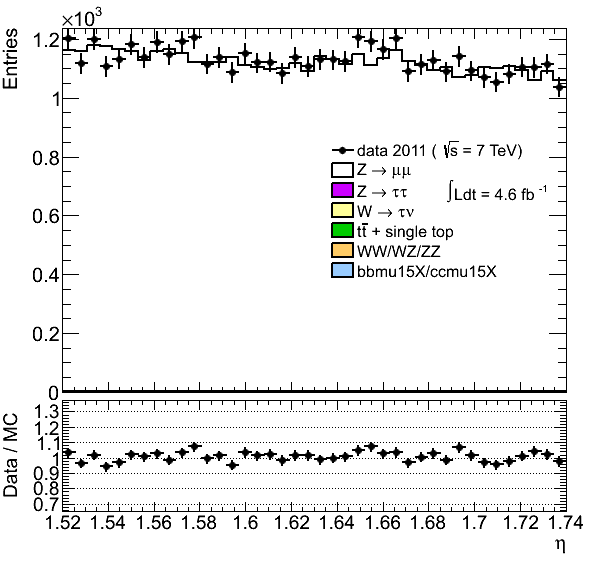 ×10³
Entries
1.2
1
0.8
0.6
0.4
0.2
0
data 2011 ( √s = 7 TeV)
Z → μμ
Z → ττ
∫Ldt = 4.6 fb⁻¹
W → τν
tt̄ + single top
WW/WZ/ZZ
bbmu15X/ccmu15X
Data / MC
1.3
1.2
1.1
1
0.9
0.8
0.7
1.52 1.54 1.56 1.58 1.6 1.62 1.64 1.66 1.68 1.7 1.72 1.74
η